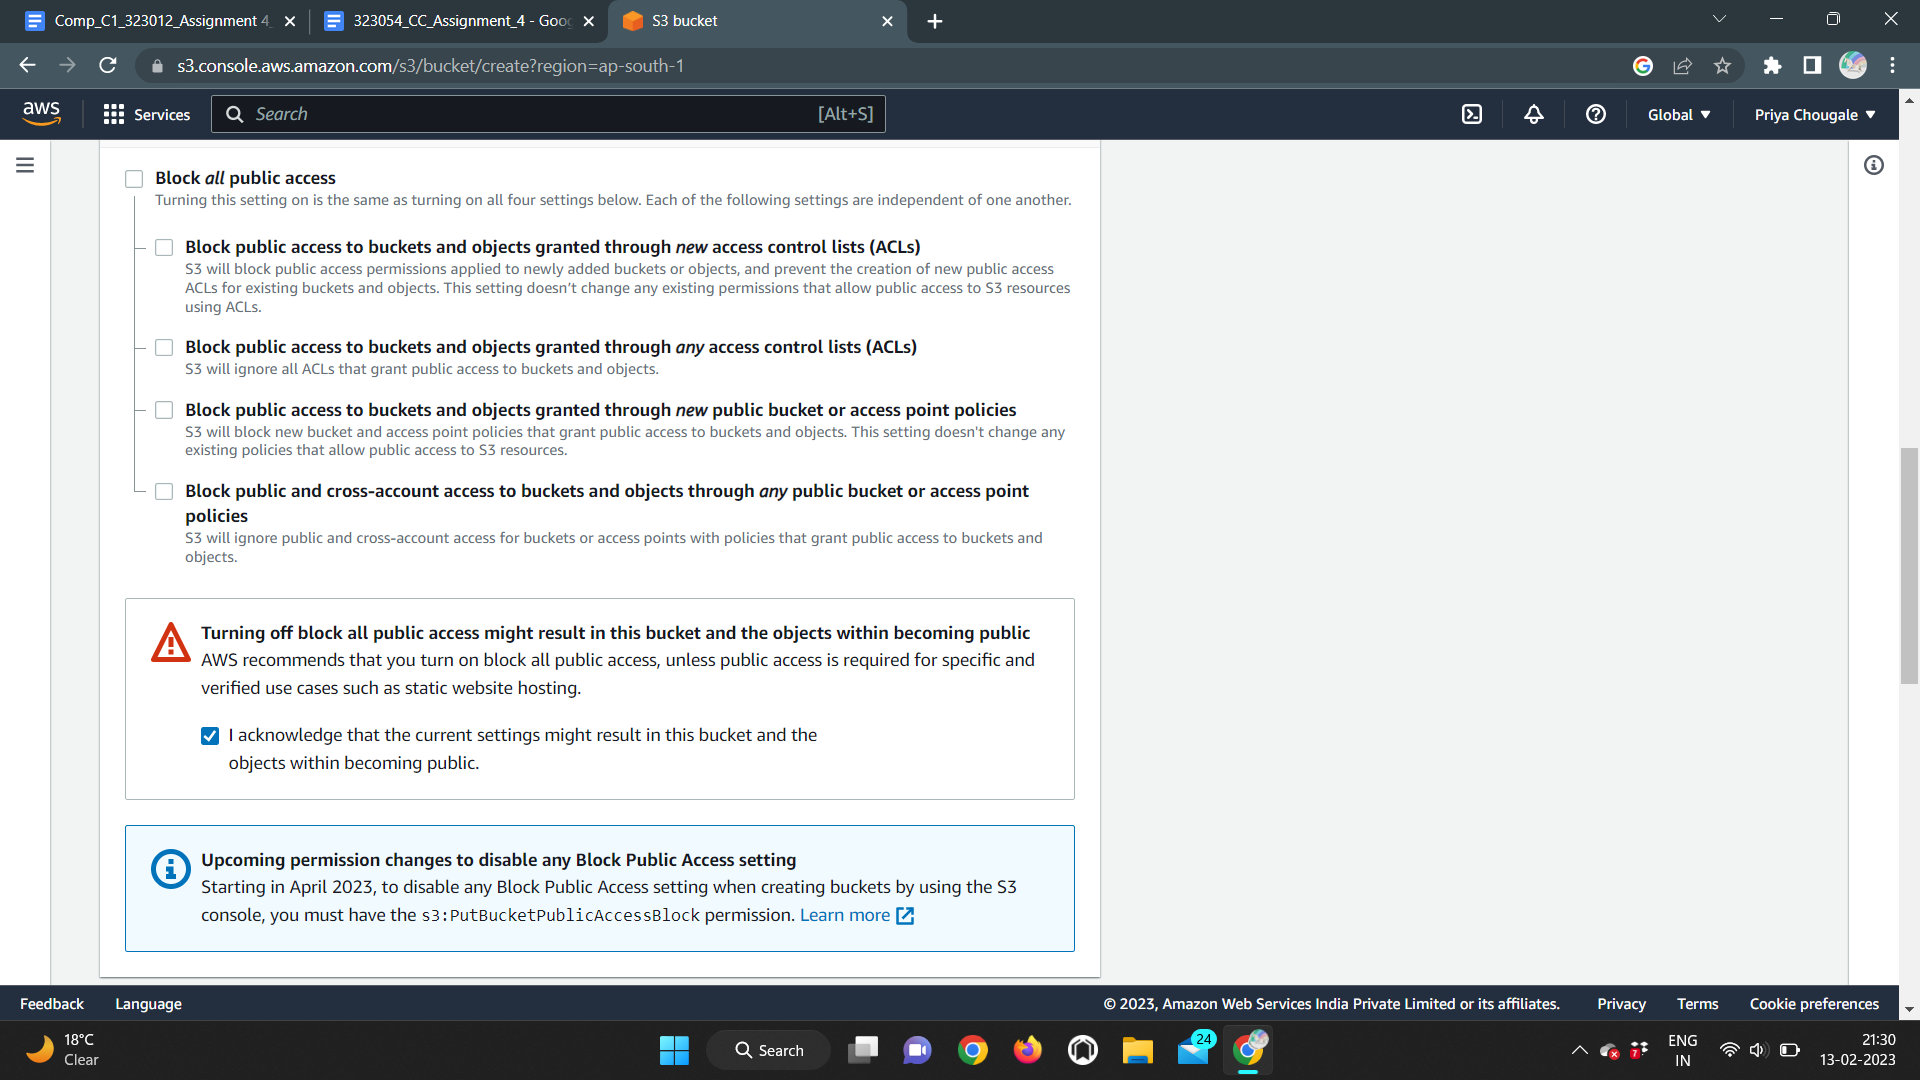 Comp_C1_323012_Assignment 4_
323054_CC_Assignment_4 - Goo
S3 bucket
s3.console.aws.amazon.com/s3/bucket/create?region=ap-south-1
aws
Services
Search
[Alt+S]
Global
Priya Chougale
Block all public access
Turning this setting on is the same as turning on all four settings below. Each of the following settings are independent of one another.
Block public access to buckets and objects granted through new access control lists (ACLs)
S3 will block public access permissions applied to newly added buckets or objects, and prevent the creation of new public access
ACLs for existing buckets and objects. This setting doesn't change any existing permissions that allow public access to S3 resources
using ACLs.
Block public access to buckets and objects granted through any access control lists (ACLs)
S3 will ignore all ACLs that grant public access to buckets and objects.
Block public access to buckets and objects granted through new public bucket or access point policies
S3 will block new bucket and access point policies that grant public access to buckets and objects. This setting doesn't change any
existing policies that allow public access to S3 resources.
Block public and cross-account access to buckets and objects through any public bucket or access point
policies
S3 will ignore public and cross-account access for buckets or access points with policies that grant public access to buckets and
objects.
Turning off block all public access might result in this bucket and the objects within becoming public
AWS recommends that you turn on block all public access, unless public access is required for specific and
verified use cases such as static website hosting.
I acknowledge that the current settings might result in this bucket and the
objects within becoming public.
Upcoming permission changes to disable any Block Public Access setting
Starting in April 2023, to disable any Block Public Access setting when creating buckets by using the S3
console, you must have the s3:PutBucketPublicAccessBlock permission. Learn more
Feedback
Language
© 2023, Amazon Web Services India Private Limited or its affiliates.
Privacy
Terms
Cookie preferences
18°C
Clear
Search
24
7
ENG
IN
21:30
13-02-2023